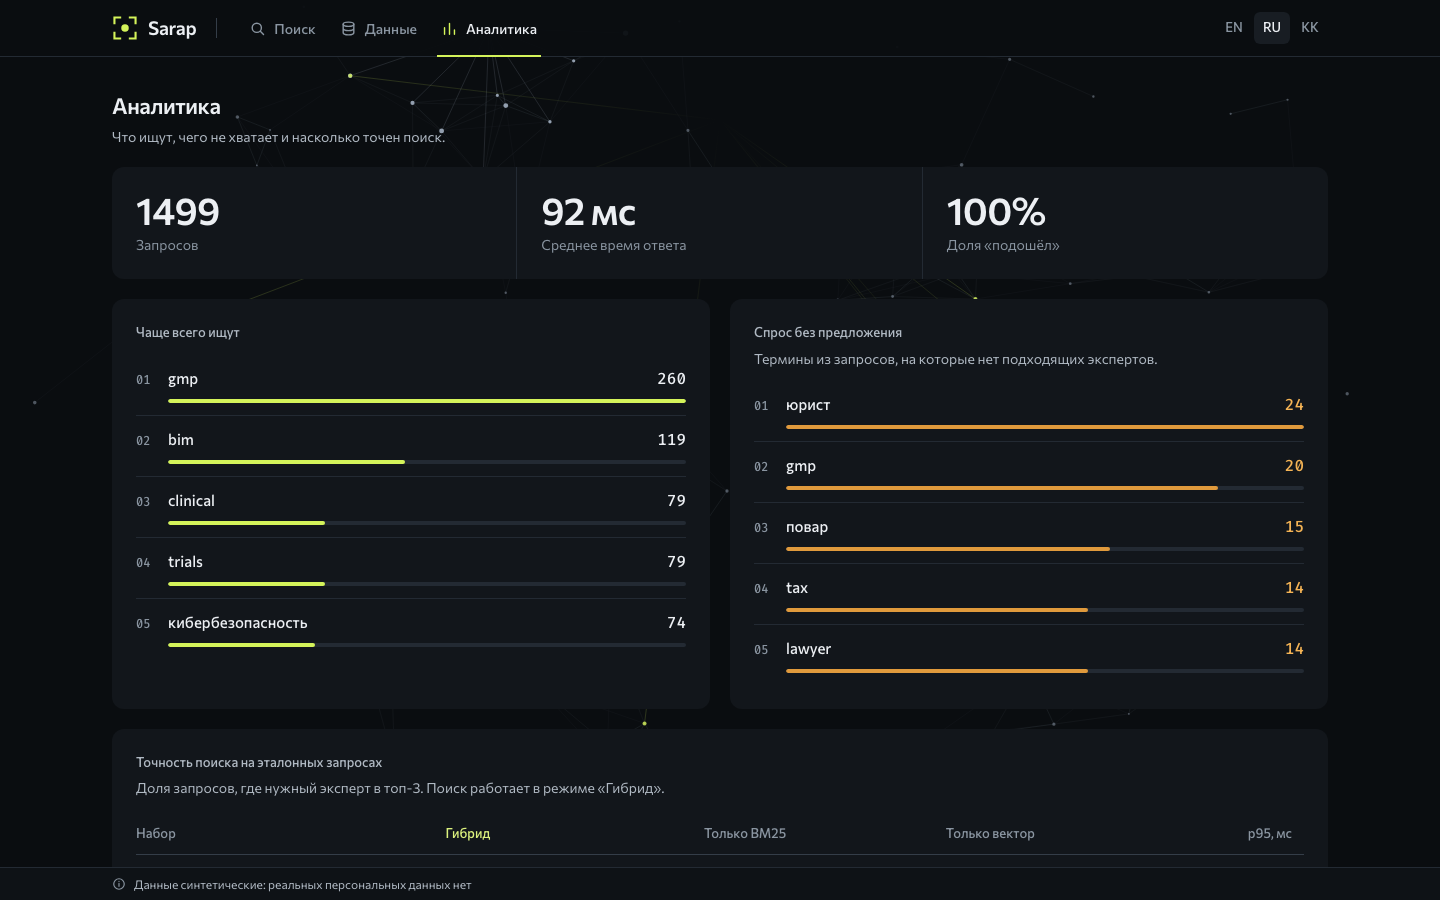 Sarap
Поиск
Данные
Аналитика
EN
RU
KK
Аналитика
Что ищут, чего не хватает и насколько точен поиск.
1499
Запросов
92 мс
Среднее время ответа
100%
Доля «подошёл»
Чаще всего ищут
01 gmp 260
02 bim 119
03 clinical 79
04 trials 79
05 кибербезопасность 74
Спрос без предложения
Термины из запросов, на которые нет подходящих экспертов.
01 юрист 24
02 gmp 20
03 повар 15
04 tax 14
05 lawyer 14
Точность поиска на эталонных запросах
Доля запросов, где нужный эксперт в топ-3. Поиск работает в режиме «Гибрид».
Набор Гибрид Только BM25 Только вектор p95, мс
Данные синтетические: реальных персональных данных нет